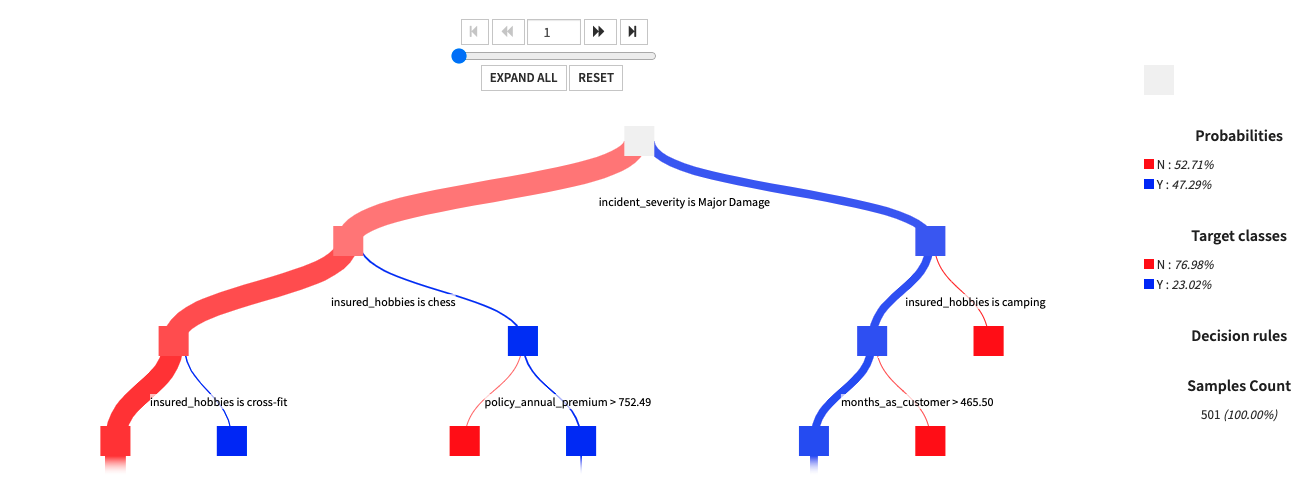 1
EXPAND ALL RESET
Probabilities
N : 52.71%
Y : 47.29%
incident_severity is Major Damage
Target classes
N : 76.98%
Y : 23.02%
insured_hobbies is chess
insured_hobbies is camping
Decision rules
Samples Count
insured_hobbies is cross-fit
policy_annual_premium > 752.49
months_as_customer > 465.50
501 (100.00%)